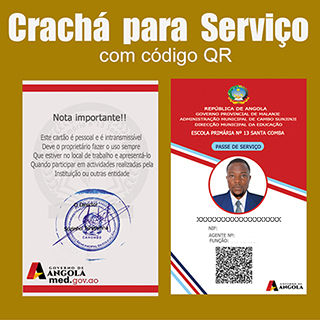 Crachá para Serviço
com código QR
Nota importante!!
Este cartão é pessoal e é intransmissível
Deve o proprietário fazer o uso sempre
Que estiver no local de trabalho e apresentá-lo
Quando participar em actividades realizadas pela
Instituição ou outras entidade
GOVERNO DE
ANGOLA
med.gov.ao
REPÚBLICA DE ANGOLA
GOVERNO PROVINCIAL DE MALANJE
ADMINISTRAÇÃO MUNICIPAL DE CAMBO SUNJINJI
DIRECÇÃO MUNICIPAL DA EDUCAÇÃO
ESCOLA PRIMÁRIA Nº 13 SANTA COMBA
PASSE DE SERVIÇO
XXXXXXXXXXXXXXXXXXXX
NIF:
AGENTE Nº:
FUNÇÃO:
GOVERNO DE
ANGOLA